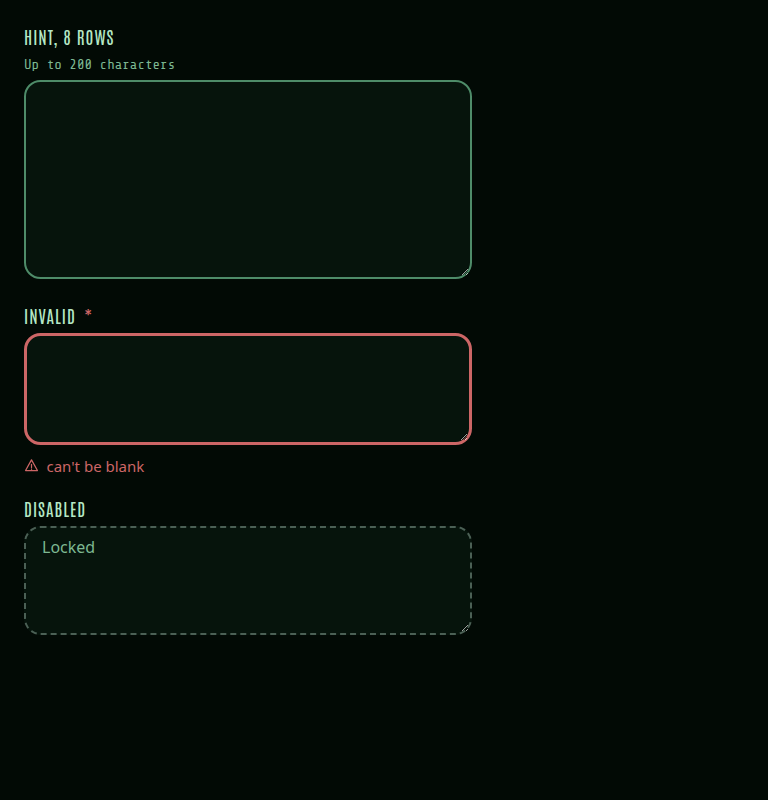 HINT, 8 ROWS
Up to 200 characters
INVALID *
can't be blank
DISABLED
Locked